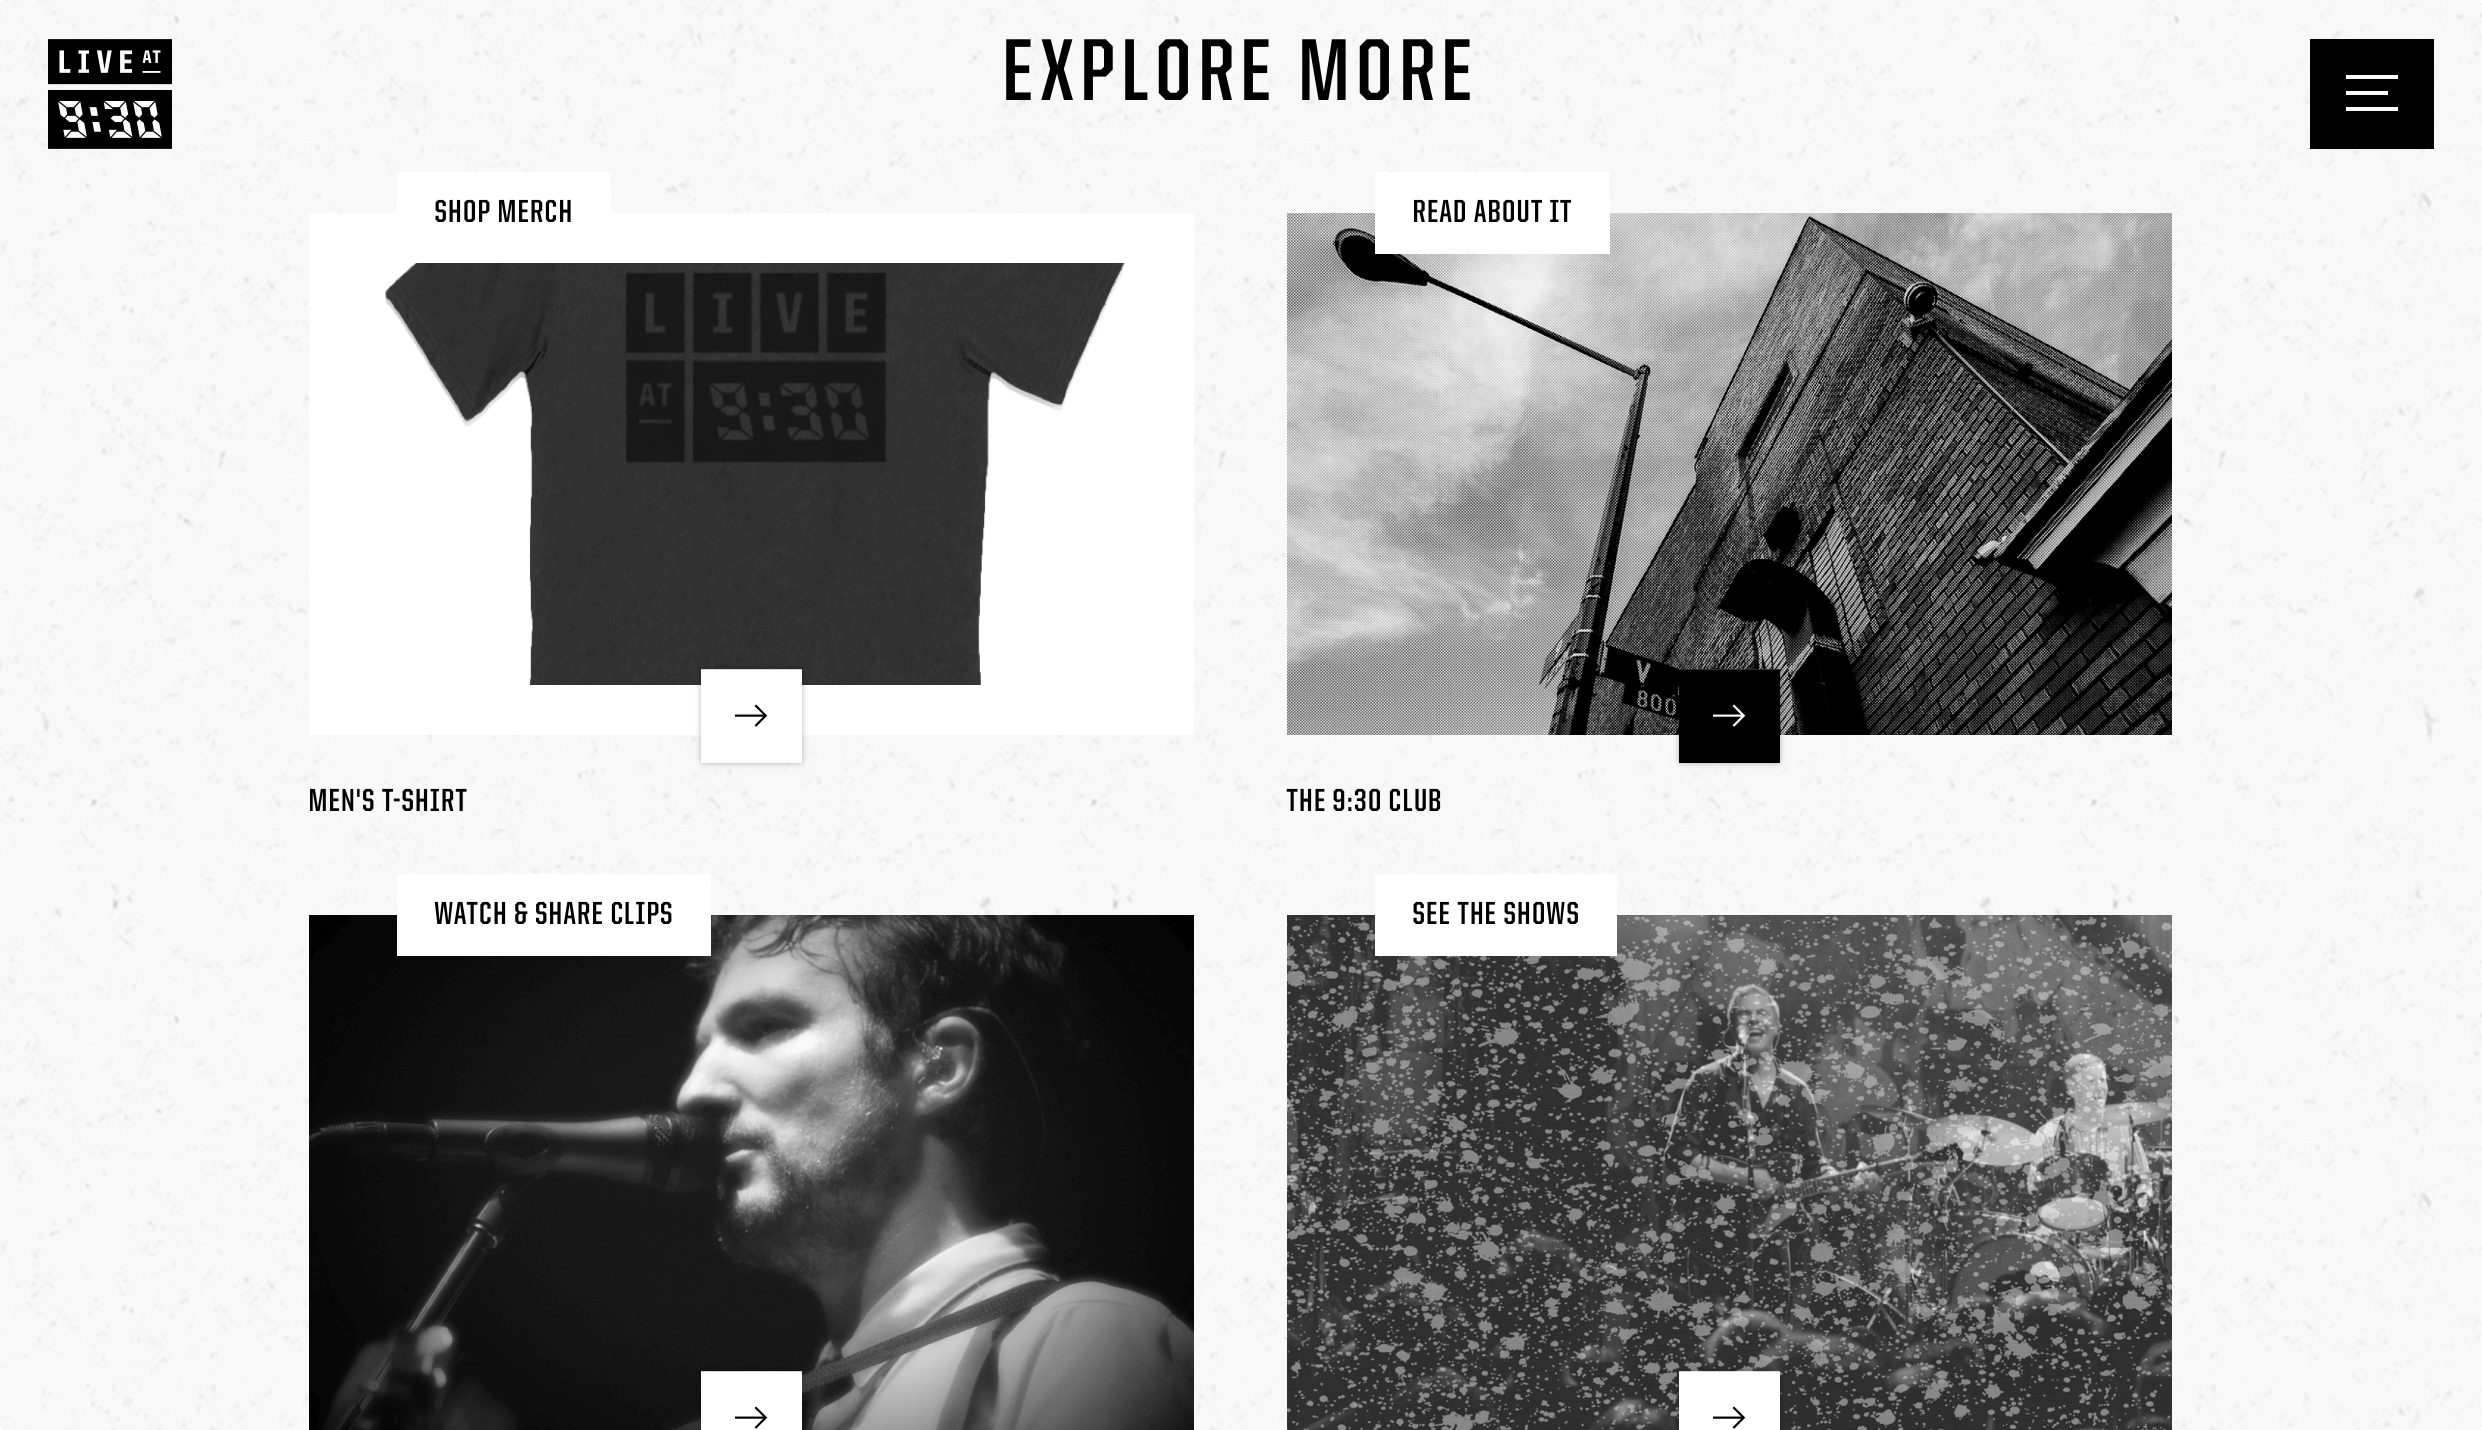 LIVE AT
9:30
EXPLORE MORE
SHOP MERCH
READ ABOUT IT
LIVE
AT 9:30
V
800
MEN'S T-SHIRT
THE 9:30 CLUB
WATCH & SHARE CLIPS
SEE THE SHOWS